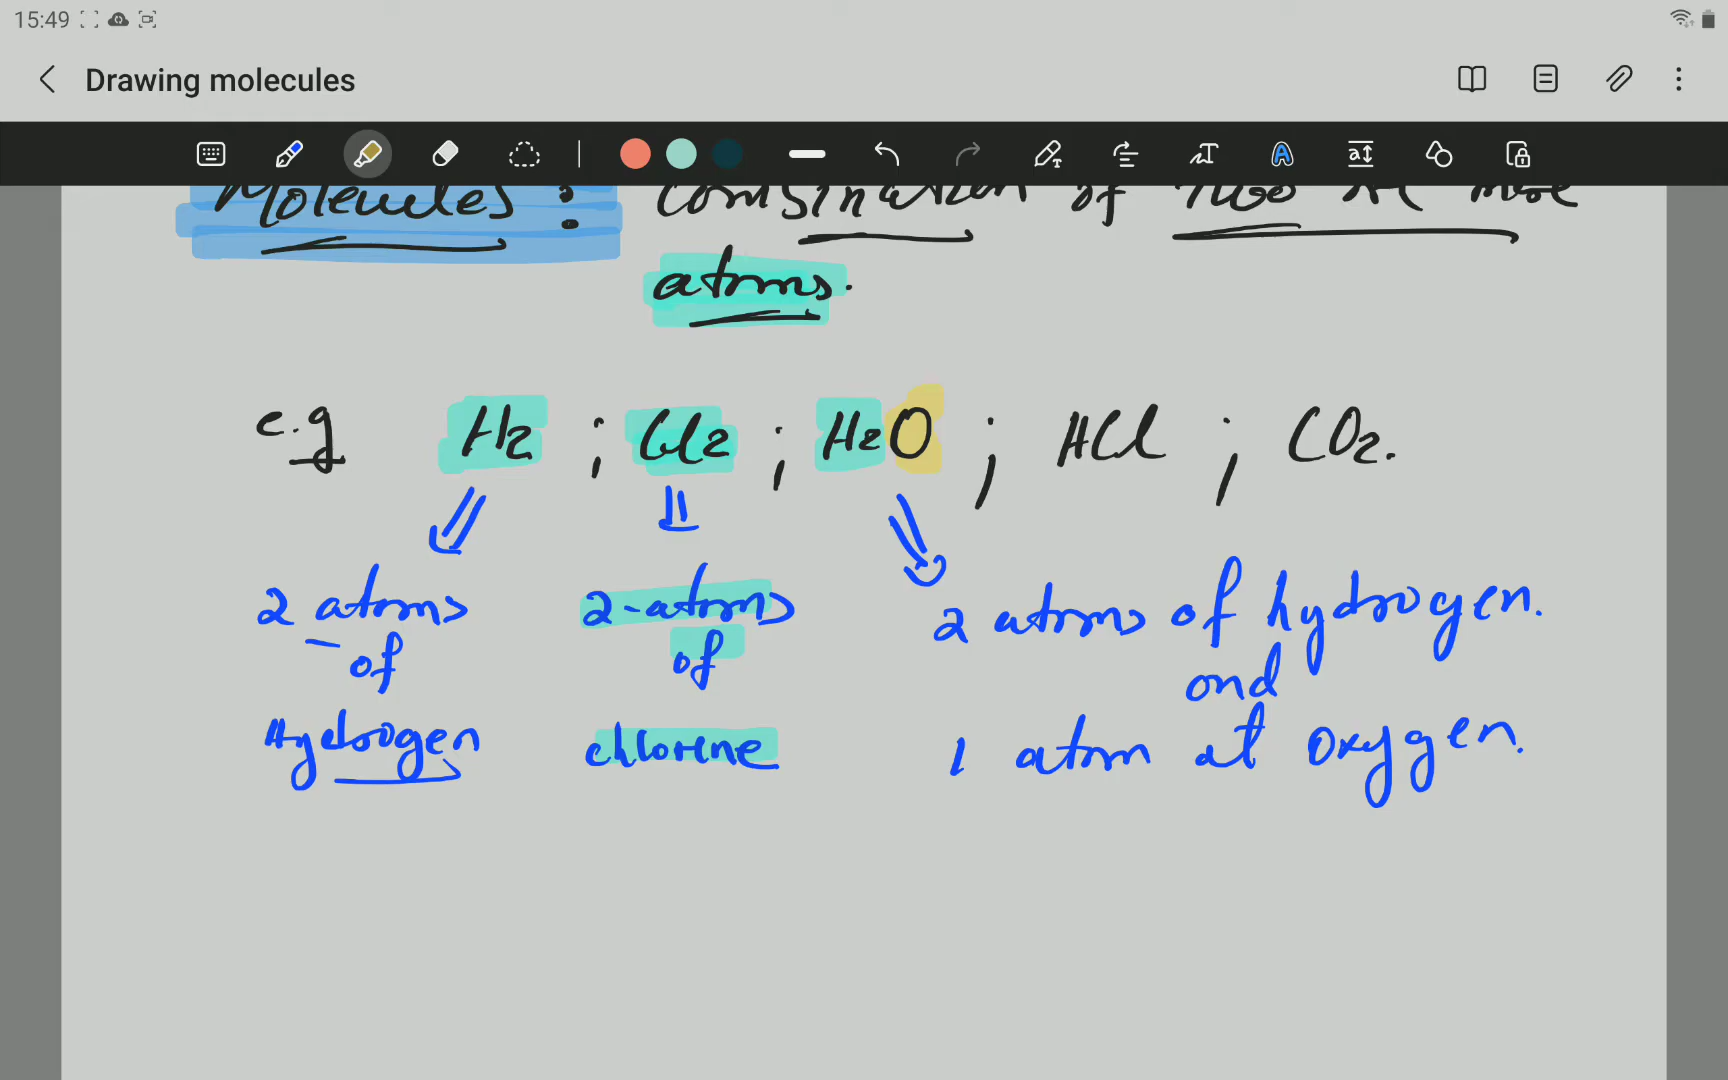 15:49
Drawing molecules
Molecules : Combination of two or more
atoms.
e.g H2 ; Cl2 ; H2O ; HCl ; CO2.
2 atoms of Hydrogen
2-atoms of chlorine
2 atoms of hydrogen.
and
1 atom at oxygen.